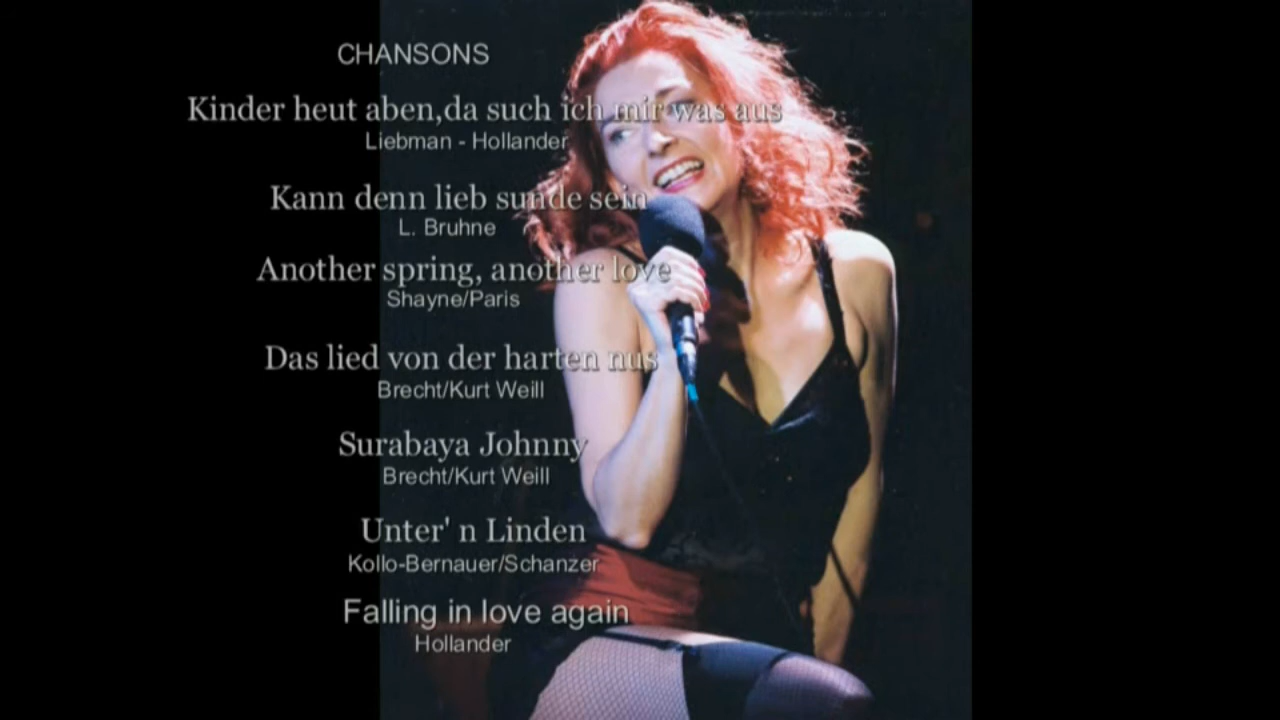 CHANSONS
Kinder heut aben,da such ich mir was aus
Liebman - Hollander
Kann denn lieb sunde sein
L. Bruhne
Another spring, another love
Shayne/Paris
Das lied von der harten nus
Brecht/Kurt Weill
Surabaya Johnny
Brecht/Kurt Weill
Unter' n Linden
Kollo-Bernauer/Schanzer
Falling in love again
Hollander